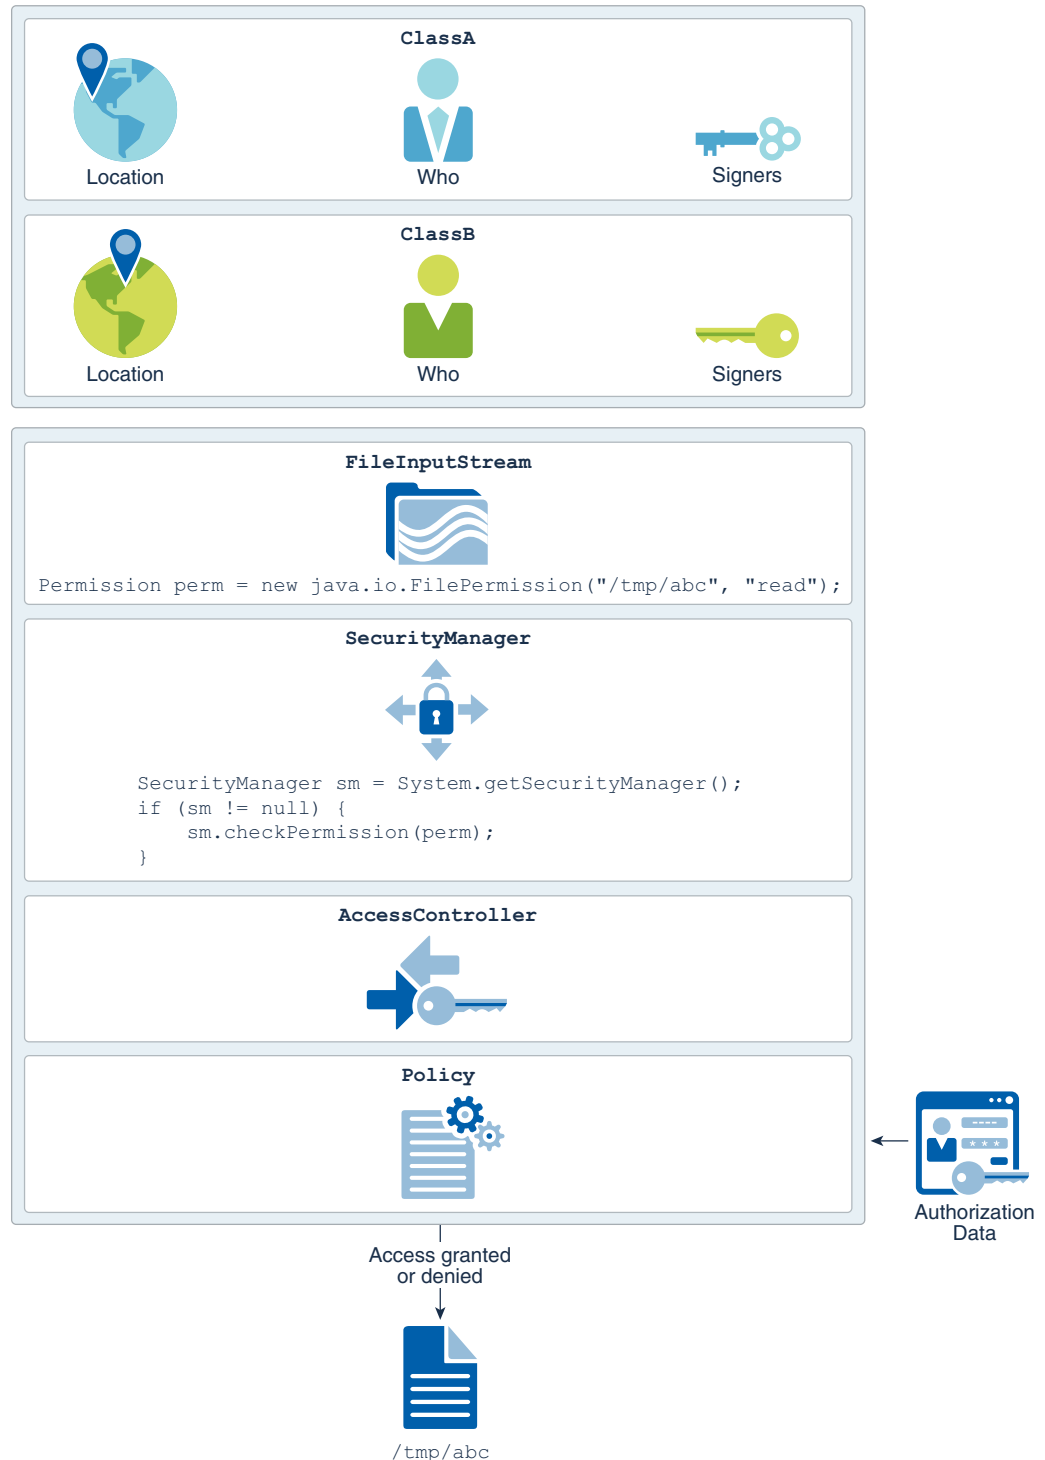 ClassA
Location
Who
Signers
ClassB
Location
Who
Signers
FileInputStream
Permission perm = new java.io.FilePermission("/tmp/abc", "read");
SecurityManager
SecurityManager sm = System.getSecurityManager();
if (sm != null) {
    sm.checkPermission(perm);
}
AccessController
Policy
----
* * *
Authorization
Data
Access granted
or denied
/tmp/abc